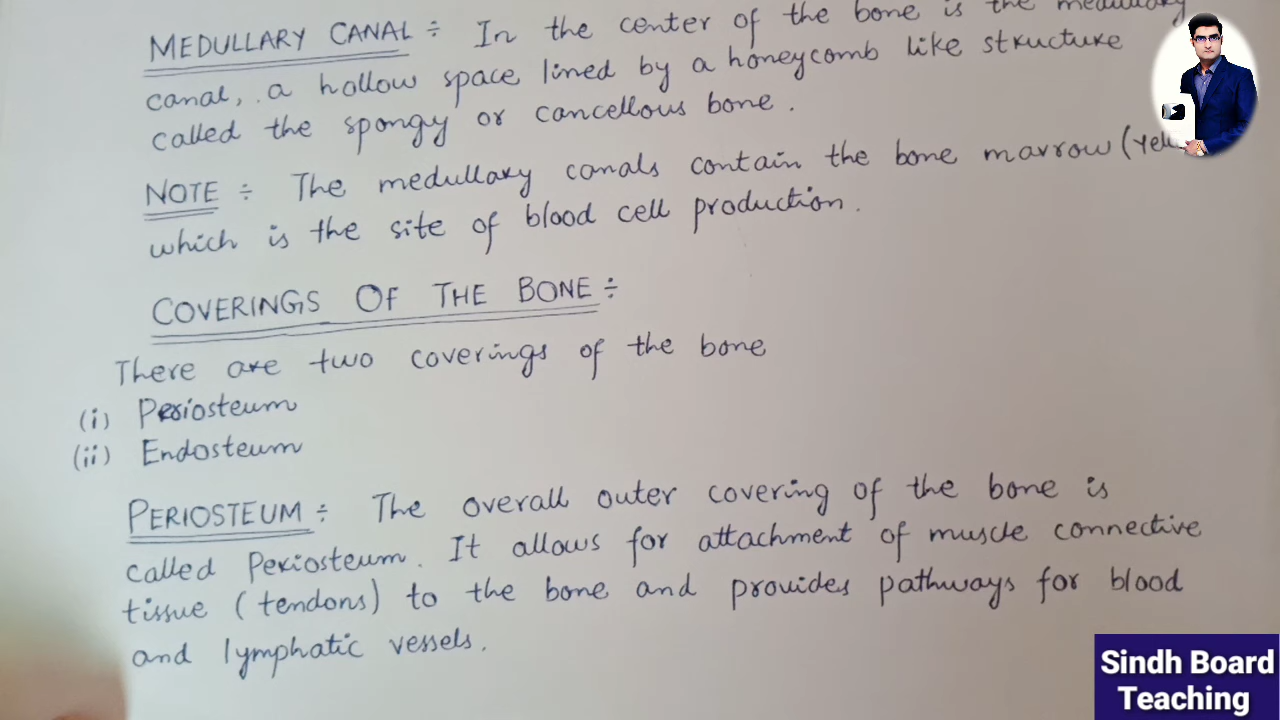 MEDULLARY CANAL ÷ In the center of the bone is the medullary
canal, a hollow space lined by a honeycomb like structure
called the spongy or cancellous bone.
NOTE ÷ The medullary canals contain the bone marrow (Yell
which is the site of blood cell production.
COVERINGS OF THE BONE ÷
There are two coverings of the bone
(i) Periosteum
(ii) Endosteum
PERIOSTEUM ÷ The overall outer covering of the bone is
called Periosteum. It allows for attachment of muscle connective
tissue (tendons) to the bone and provides pathways for blood
and lymphatic vessels.
Sindh Board
Teaching